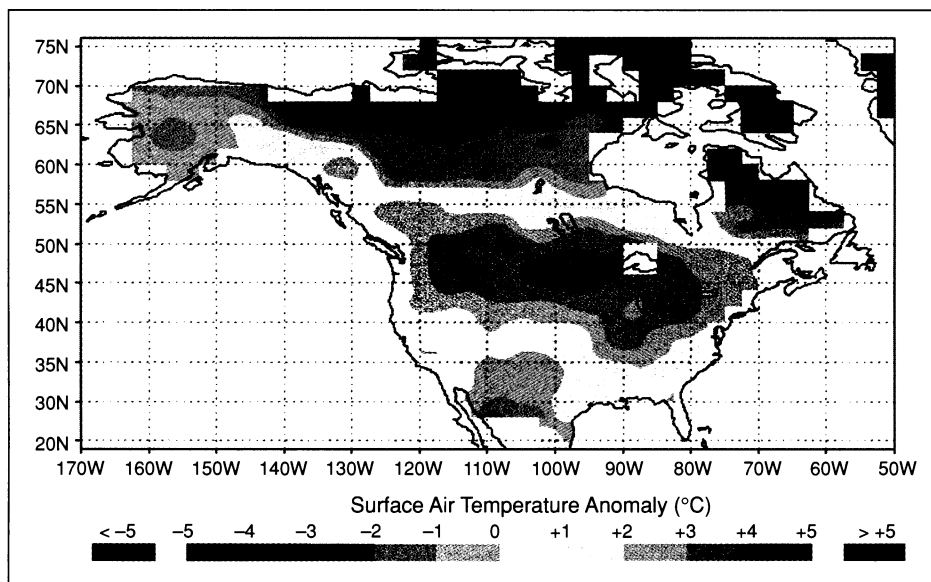 75N
70N
65N
60N
55N
50N
45N
40N
35N
30N
20N
170W 160W 150W 140W 130W 120W 110W 100W 90W 80W 70W 60W 50W
Surface Air Temperature Anomaly (°C)
< –5 –5 –4 –3 –2 –1 0 +1 +2 +3 +4 +5 > +5